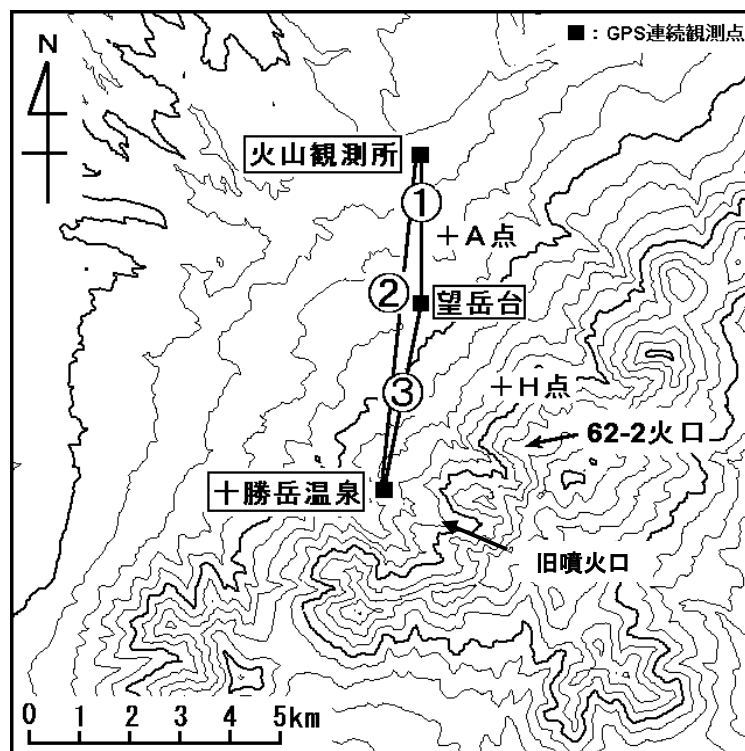 ■：GPS連続観測点
N
火山観測所
①
＋A点
②
望岳台
③
＋H点
62-2火口
十勝岳温泉
旧噴火口
0 1 2 3 4 5km